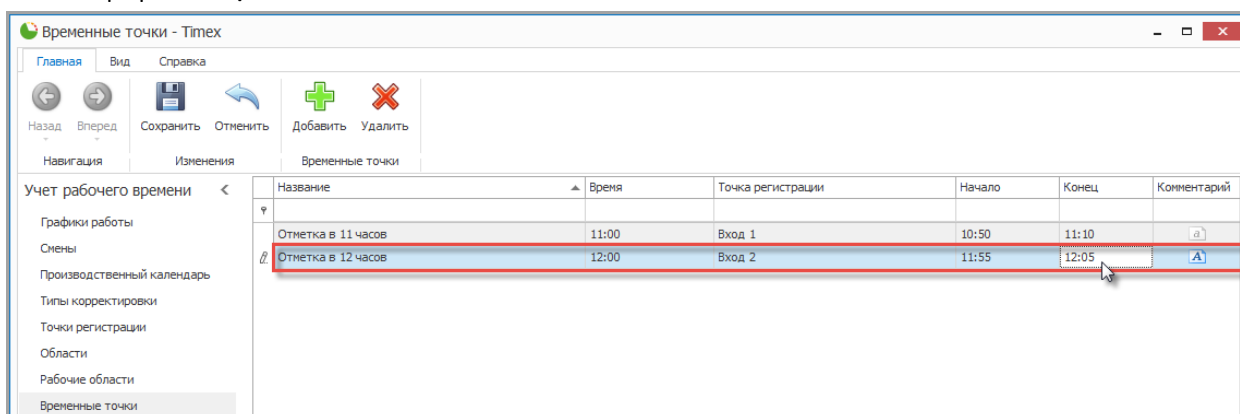 Временные точки - Timex
Главная Вид Справка
Назад Вперед Сохранить Отменить Добавить Удалить
Навигация Изменения Временные точки
Учет рабочего времени <
Графики работы
Смены
Производственный календарь
Типы корректировки
Точки регистрации
Области
Рабочие области
Временные точки
Название Время Точка регистрации Начало Конец Комментарий
Отметка в 11 часов 11:00 Вход 1 10:50 11:10 a
Отметка в 12 часов 12:00 Вход 2 11:55 12:05 A